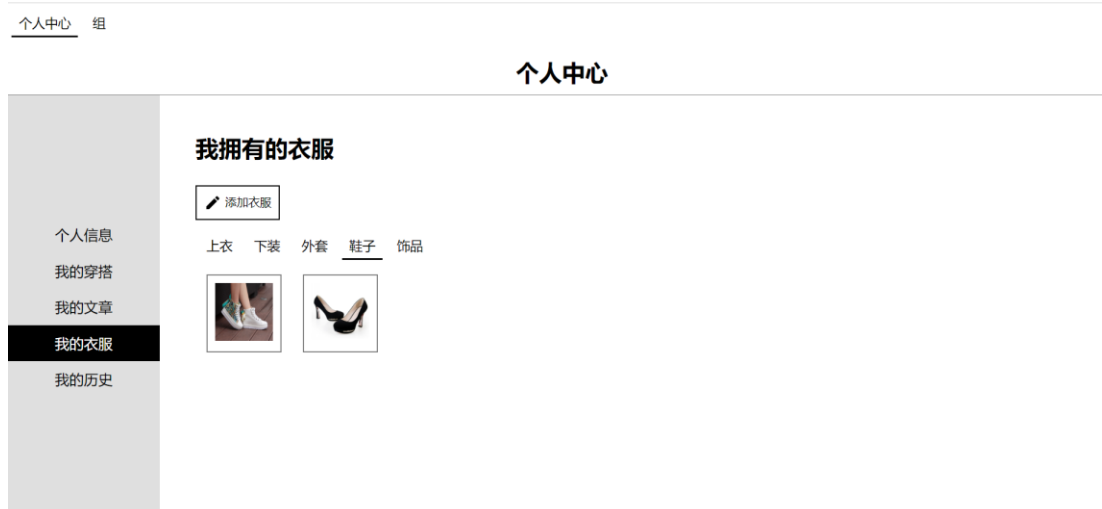 个人中心 组
个人中心
个人信息
我的穿搭
我的文章
我的衣服
我的历史
我拥有的衣服
添加衣服
上衣 下装 外套 鞋子 饰品